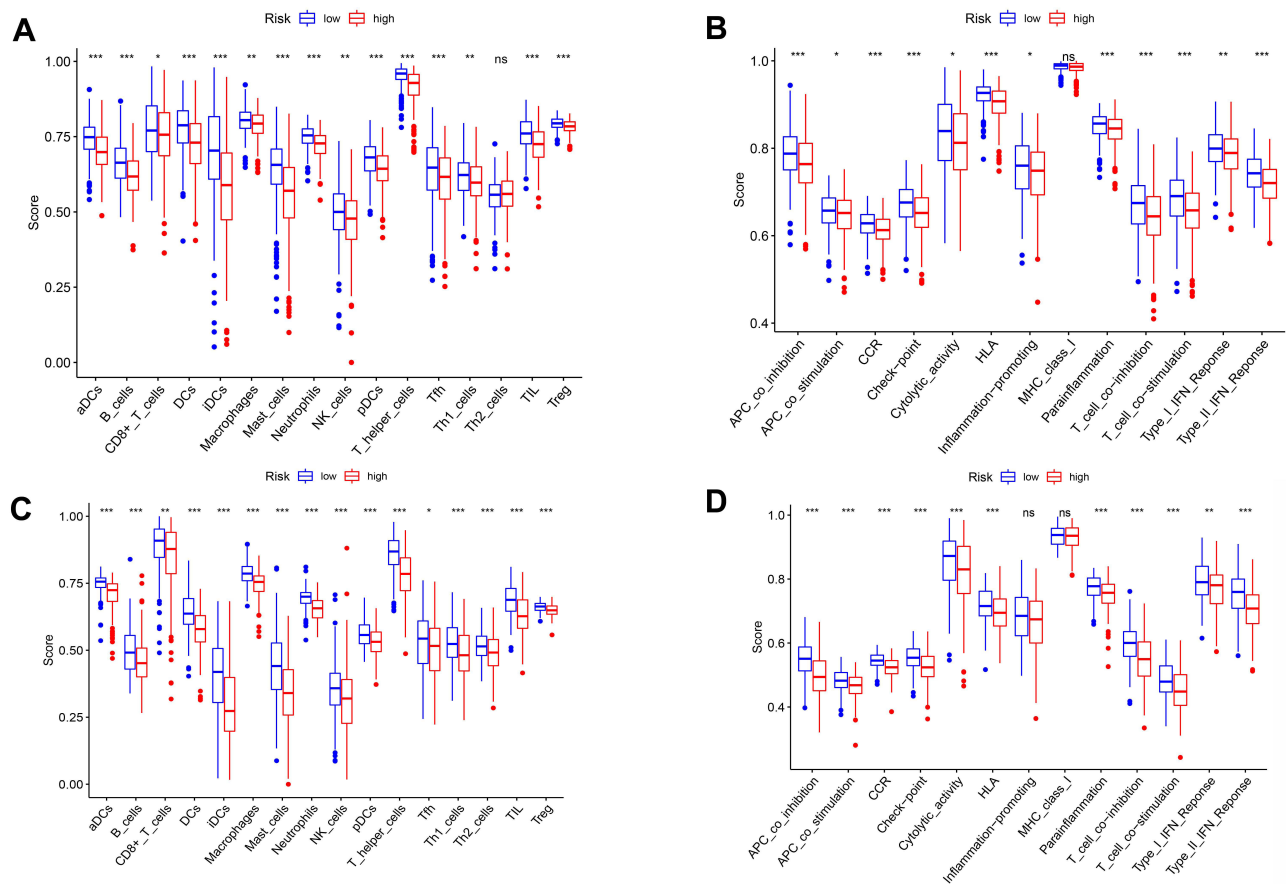 A
Risk low high
*** *** * *** *** ** *** *** ** *** *** *** ** ns *** ***
Score
1.00
0.75
0.50
0.25
0.00
aDCs
B_cells
CD8+_T_cells
DCs
iDCs
Macrophages
Mast_cells
Neutrophils
NK_cells
pDCs
T_helper_cells
Tfh
Th1_cells
Th2_cells
TIL
Treg
B
Risk low high
*** * *** *** * *** * ns *** *** *** ** ***
Score
1.0
0.8
0.6
0.4
APC_co_inhibition
APC_co_stimulation
CCR
Check−point
Cytolytic_activity
HLA
Inflammation−promoting
MHC_class_I
Parainflammation
T_cell_co−inhibition
T_cell_co−stimulation
Type_I_IFN_Reponse
Type_II_IFN_Reponse
C
Risk low high
*** *** ** *** *** *** *** *** *** *** *** * *** *** *** ***
Score
1.00
0.75
0.50
0.25
0.00
aDCs
B_cells
CD8+_T_cells
DCs
iDCs
Macrophages
Mast_cells
Neutrophils
NK_cells
pDCs
T_helper_cells
Tfh
Th1_cells
Th2_cells
TIL
Treg
D
Risk low high
*** *** *** *** *** *** ns ns *** *** *** ** ***
Score
1.0
0.8
0.6
0.4
APC_co_inhibition
APC_co_stimulation
CCR
Check−point
Cytolytic_activity
HLA
Inflammation−promoting
MHC_class_I
Parainflammation
T_cell_co−inhibition
T_cell_co−stimulation
Type_I_IFN_Reponse
Type_II_IFN_Reponse